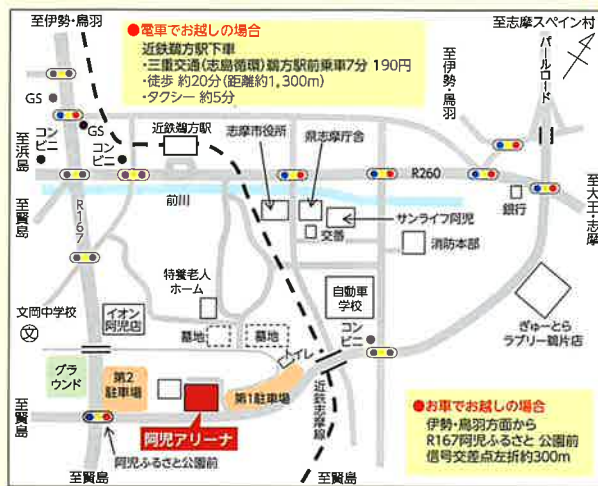 至伊勢・鳥羽
●電車でお越しの場合
近鉄鵜方駅下車
・三重交通(志島循環)鵜方駅前乗車7分 190円
・徒歩 約20分(距離約1,300m)
・タクシー 約5分
至志摩スペイン村
パールロード
至伊勢・鳥羽
GS
GS
コンビニ
コンビニ
近鉄鵜方駅
志摩市役所
県志摩庁舎
至浜島
R260
前川
銀行
至大王・志摩
至賢島
R167
サンライフ阿児
交番
消防本部
特養老人
ホーム
自動車
学校
文岡中学校
文
イオン
阿児店
墓地
墓地
トイレ
コン
ビニ
ぎゅーとら
ラブリー鵜片店
グラ
ウンド
第2
駐車場
第1駐車場
近鉄志摩線
至賢島
阿児アリーナ
阿児ふるさと公園前
至賢島
至賢島
●お車でお越しの場合
伊勢・鳥羽方面から
R167阿児ふるさと 公園前
信号交差点左折約300m